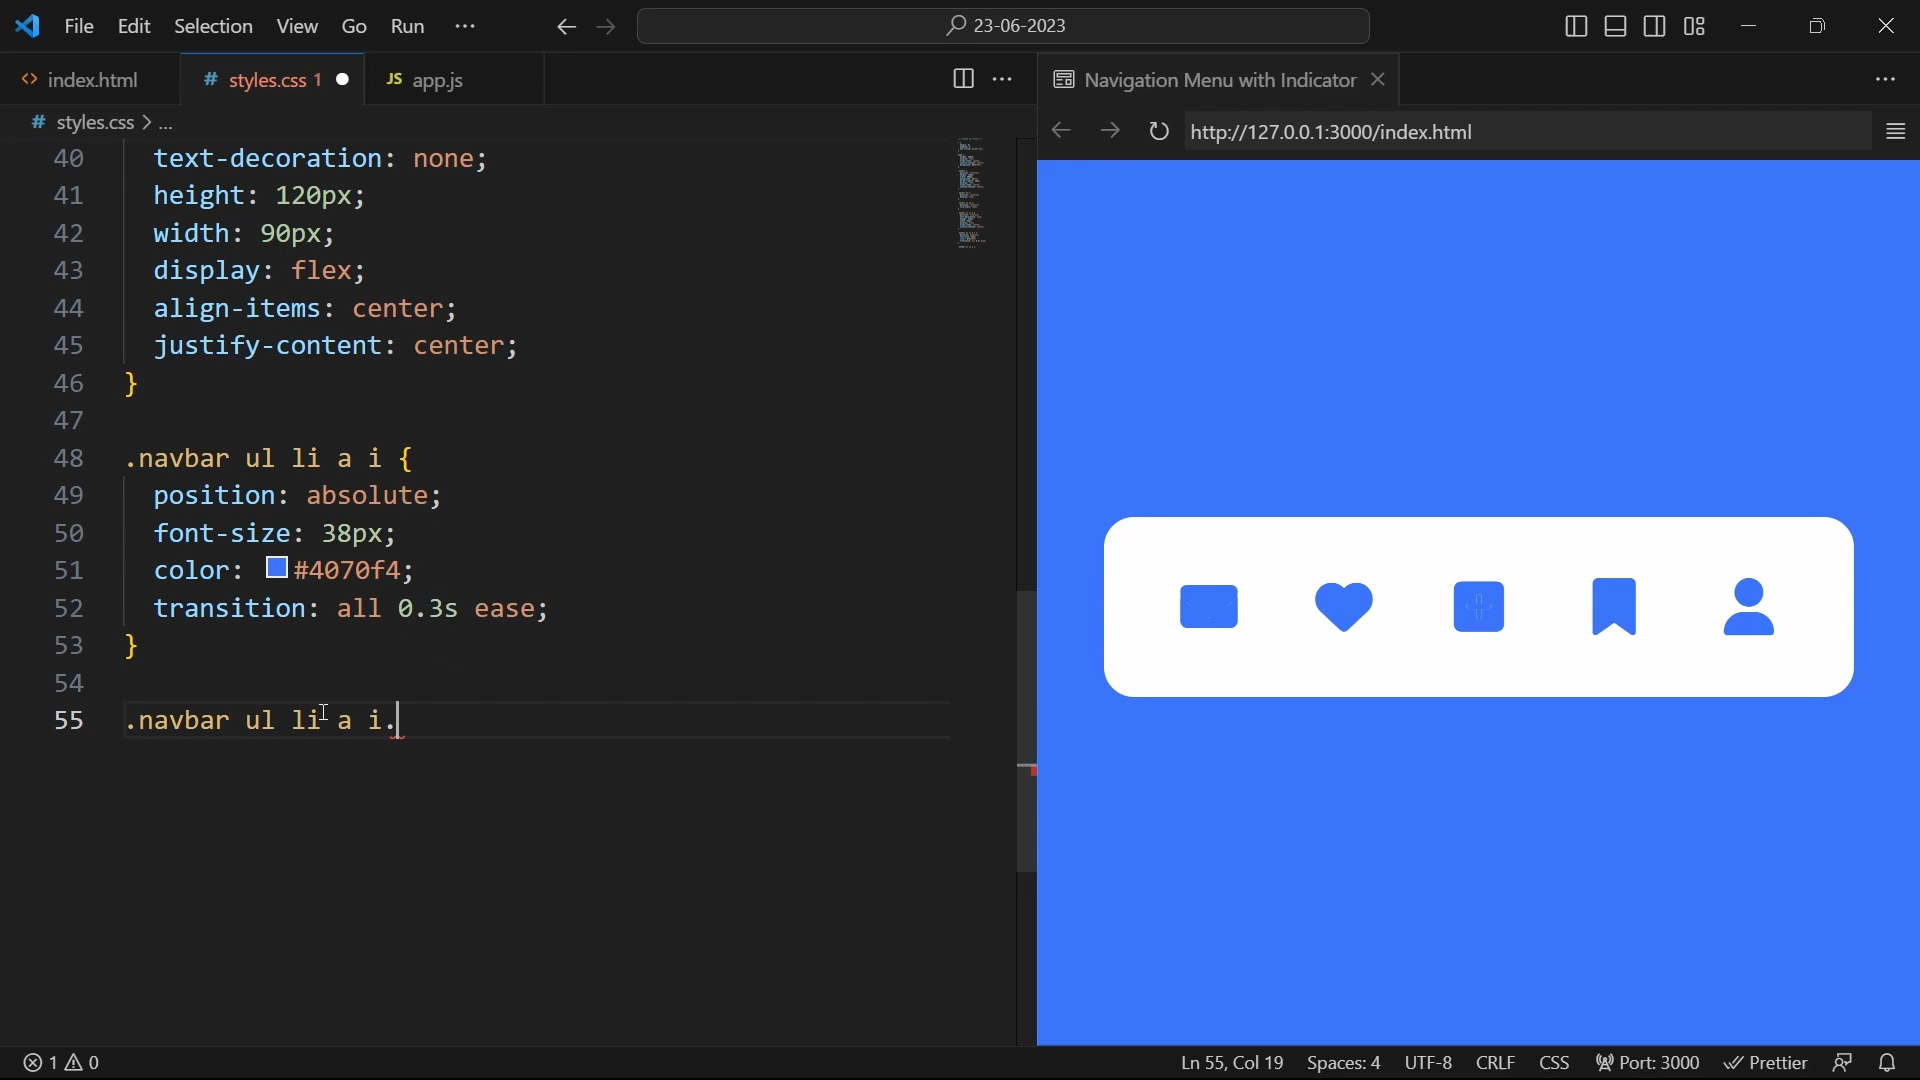 File Edit Selection View Go Run ··· 23-06-2023
<> index.html # styles.css 1 JS app.js ···
# styles.css > ...
40 text-decoration: none;
41 height: 120px;
42 width: 90px;
43 display: flex;
44 align-items: center;
45 justify-content: center;
46 }
47
48 .navbar ul li a i {
49 position: absolute;
50 font-size: 38px;
51 color: #4070f4;
52 transition: all 0.3s ease;
53 }
54
55 .navbar ul li a i.
Navigation Menu with Indicator ···
http://127.0.0.1:3000/index.html
1 0 Ln 55, Col 19 Spaces: 4 UTF-8 CRLF CSS Port: 3000 Prettier